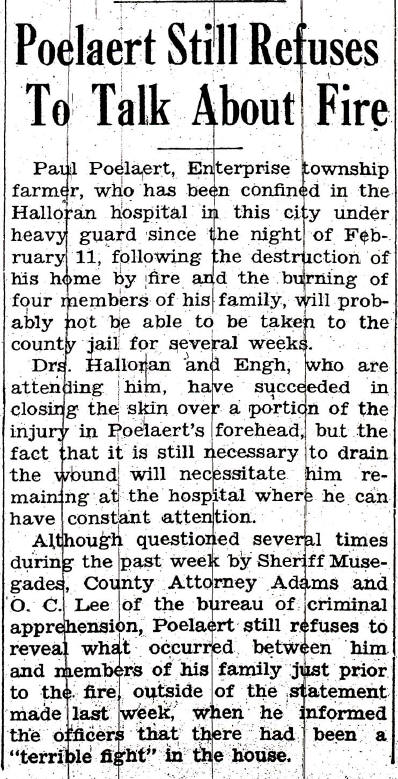 Poelaert Still Refuses
To Talk About Fire
Paul Poelaert, Enterprise township
farmer, who has been confined in the
Halloran hospital in this city under
heavy guard since the night of Feb-
ruary 11, following the destruction of
his home by fire and the burning of
four members of his family, will prob-
ably not be able to be taken to the
county jail for several weeks.
Drs. Halloran and Engh, who are
attending him, have succeeded in
closing the skin over a portion of the
injury in Poelaert's forehead, but the
fact that it is still necessary to drain
the wound will necessitate him re-
maining at the hospital where he can
have constant attention.
Although questioned several times
during the past week by Sheriff Muse-
gades, County Attorney Adams and
O. C. Lee of the bureau of criminal
apprehension, Poelaert still refuses to
reveal what occurred between him
and members of his family just prior
to the fire, outside of the statement
made last week, when he informed
the officers that there had been a
"terrible fight" in the house.